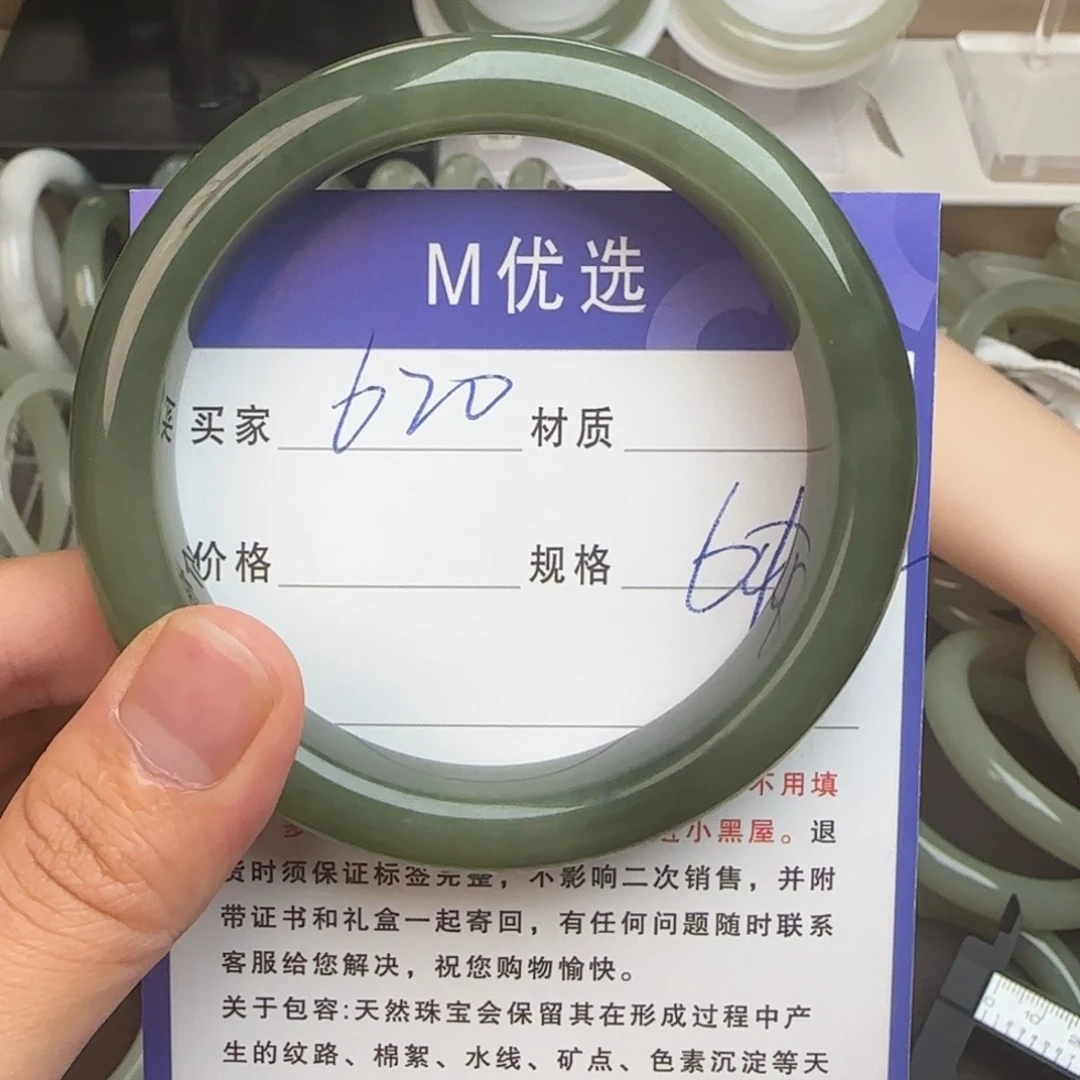 M优选
买家 620 材质
价格 规格 64
不用填
小黑屋。退
货时须保证标签完整，不影响二次销售，并附
带证书和礼盒一起寄回，有任何问题随时联系
客服给您解决，祝您购物愉快。
关于包容:天然珠宝会保留其在形成过程中产
生的纹路、棉絮、水线、矿点、色素沉淀等天
0 10